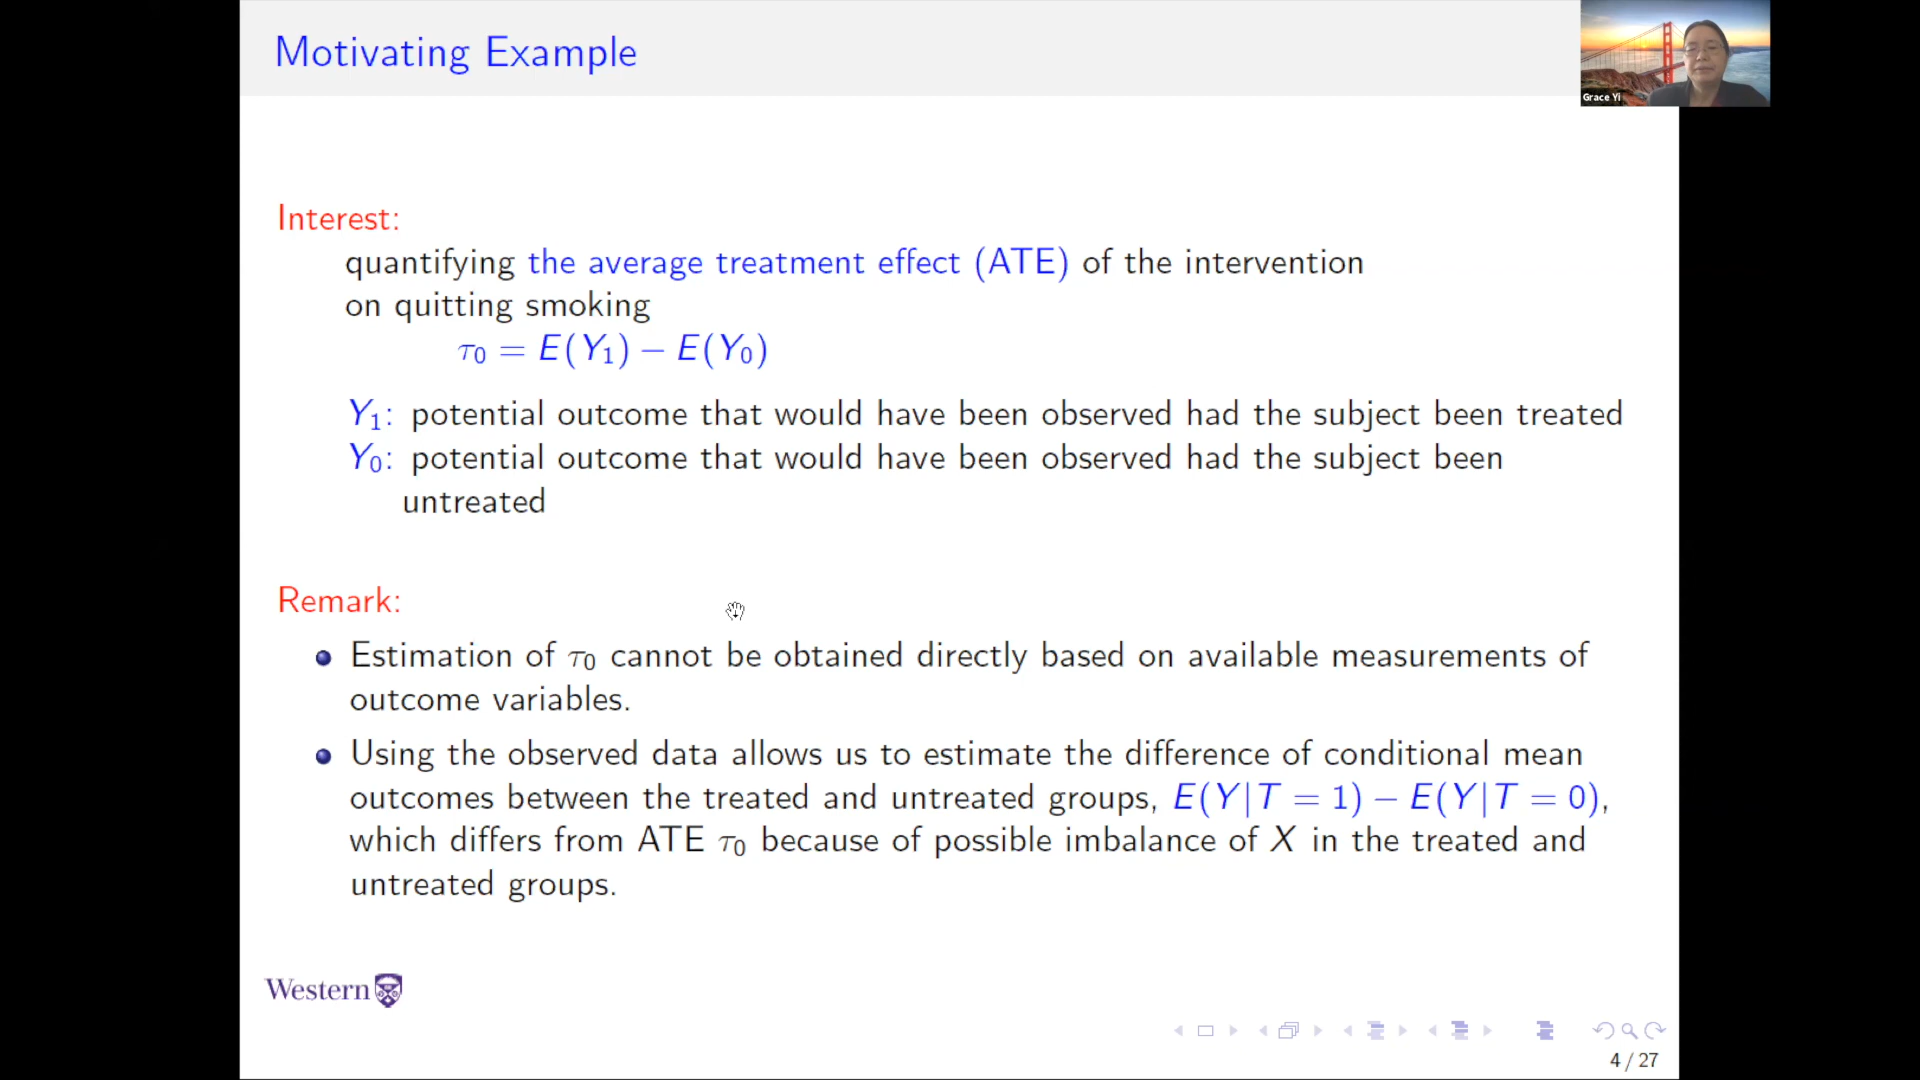 Motivating Example
Grace Yi
Interest:
quantifying the average treatment effect (ATE) of the intervention
on quitting smoking
τ₀ = E(Y₁) − E(Y₀)
Y₁: potential outcome that would have been observed had the subject been treated
Y₀: potential outcome that would have been observed had the subject been
untreated
Remark:
Estimation of τ₀ cannot be obtained directly based on available measurements of
outcome variables.
Using the observed data allows us to estimate the difference of conditional mean
outcomes between the treated and untreated groups, E(Y|T = 1) − E(Y|T = 0),
which differs from ATE τ₀ because of possible imbalance of X in the treated and
untreated groups.
Western
4 / 27